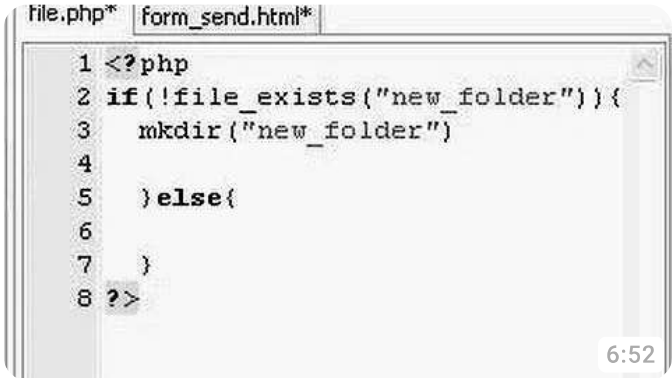 file.php* form_send.html*
1 <?php
2 if(!file_exists("new_folder")){
3 mkdir("new_folder")
4
5 }else{
6
7 }
8 ?>
6:52